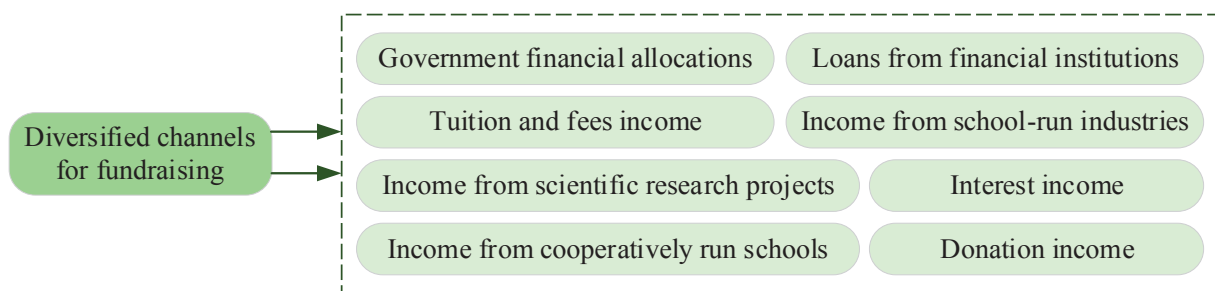 Diversified channels
for fundraising
Government financial allocations
Loans from financial institutions
Tuition and fees income
Income from school-run industries
Income from scientific research projects
Interest income
Income from cooperatively run schools
Donation income